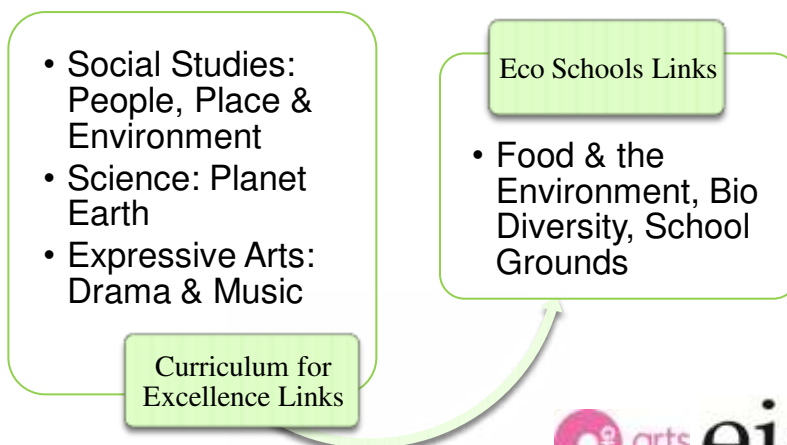 • Social Studies:
People, Place &
Environment
• Science: Planet
Earth
• Expressive Arts:
Drama & Music
Curriculum for
Excellence Links
Eco Schools Links
• Food & the
Environment, Bio
Diversity, School
Grounds
arts